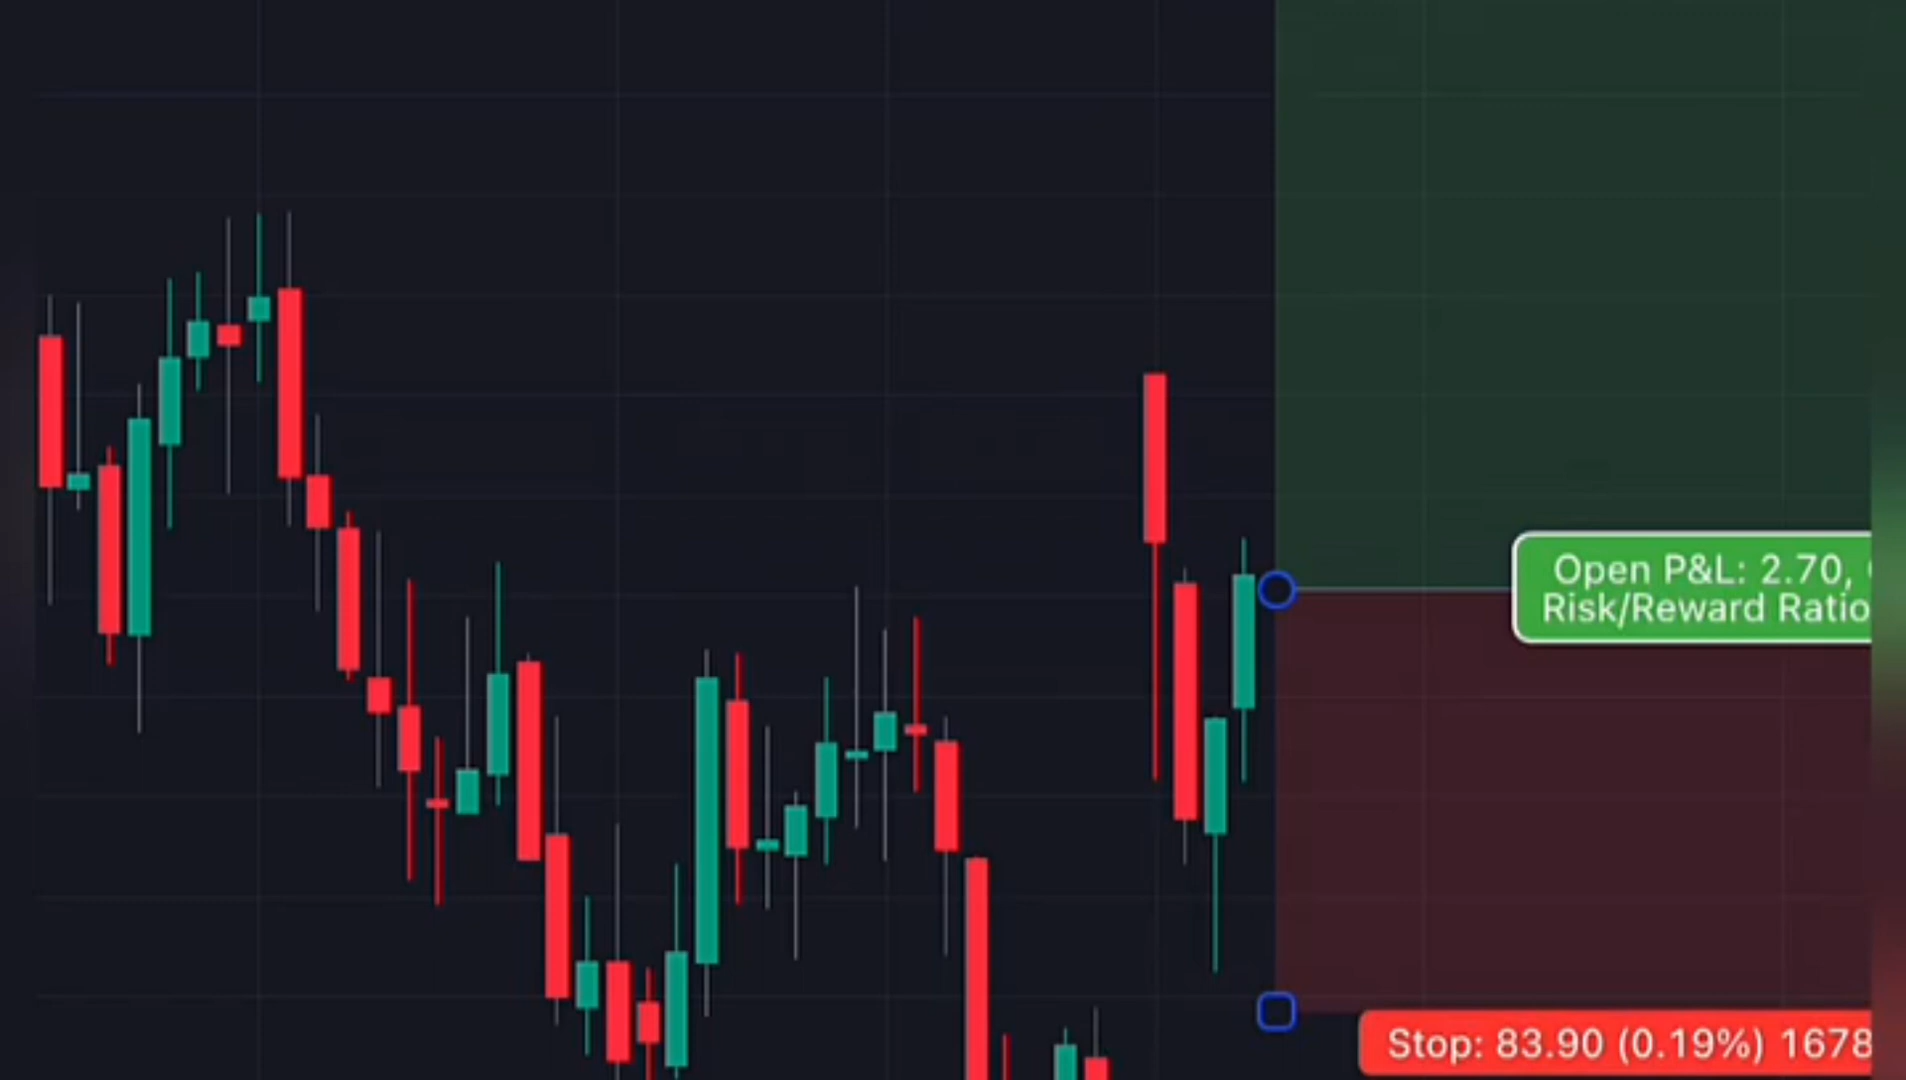 Open P&L: 2.70,
Risk/Reward Ratio
Stop: 83.90 (0.19%) 1678